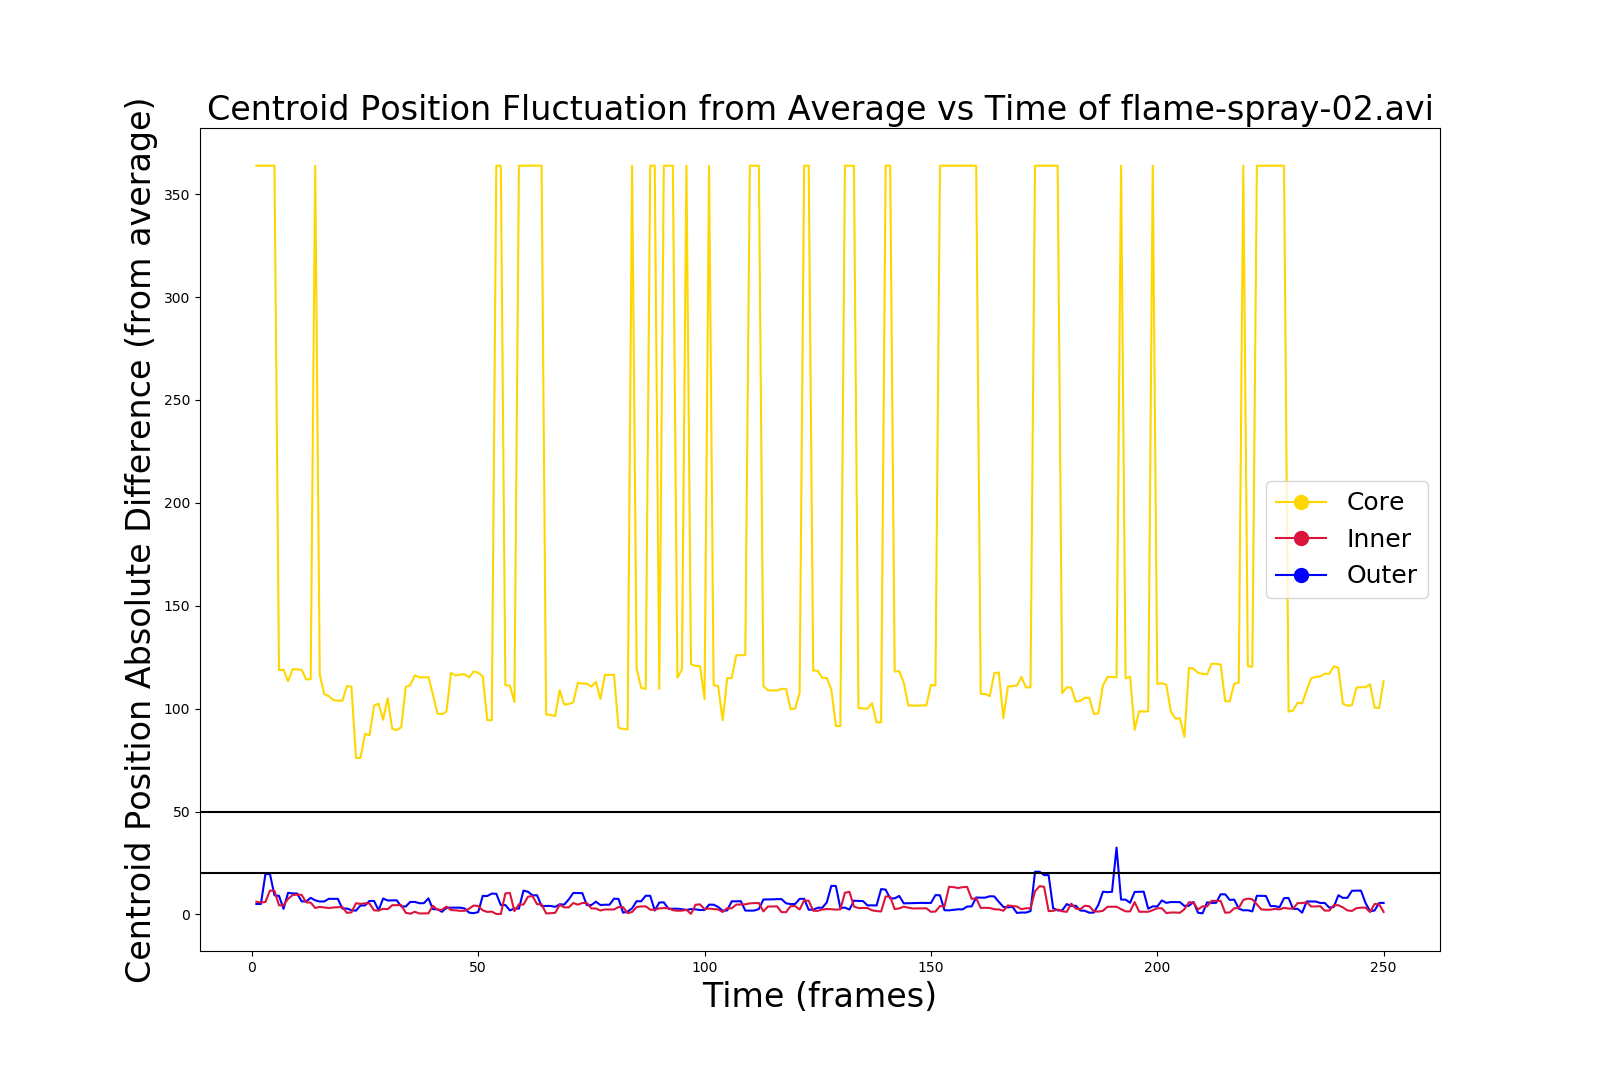 Centroid Position Fluctuation from Average vs Time of flame-spray-02.avi
Centroid Position Absolute Difference (from average)
350
300
250
200
150
100
50
0
Core
Inner
Outer
0 50 100 150 200 250
Time (frames)